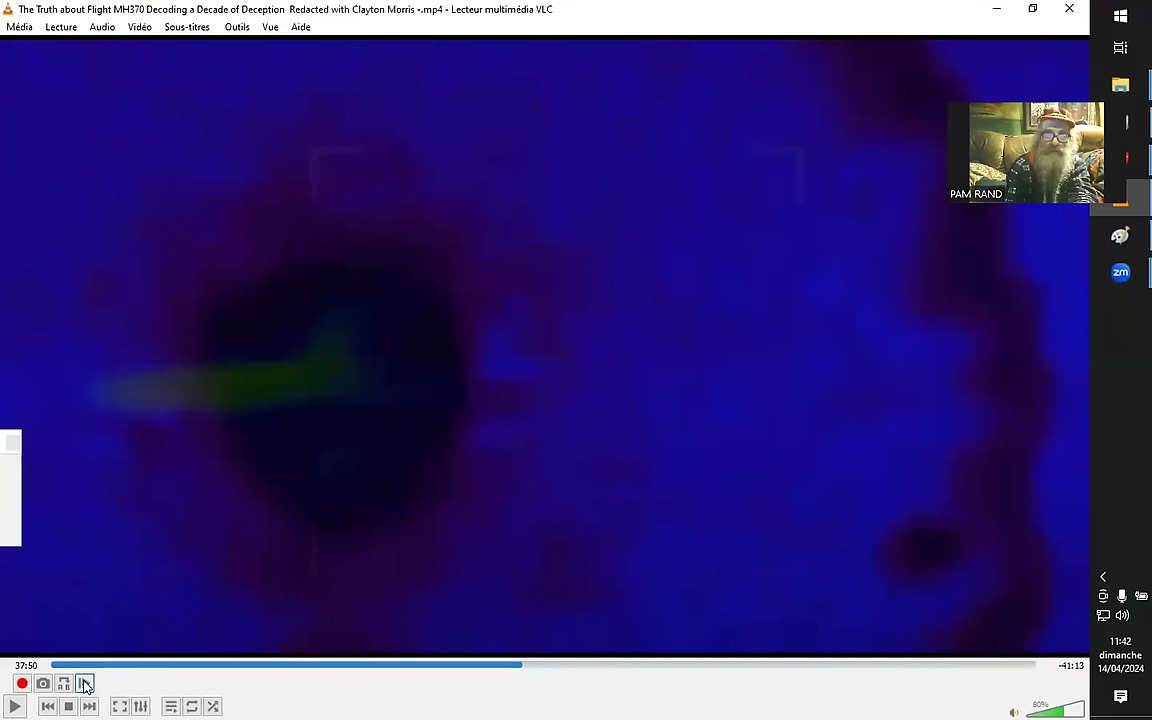 The Truth about Flight MH370 Decoding a Decade of Deception Redacted with Clayton Morris -.mp4 - Lecteur multimédia VLC
Média Lecture Audio Vidéo Sous-titres Outils Vue Aide
PAM RAND
zm
37:50
-41:13
A B
80%
11:42
dimanche
14/04/2024